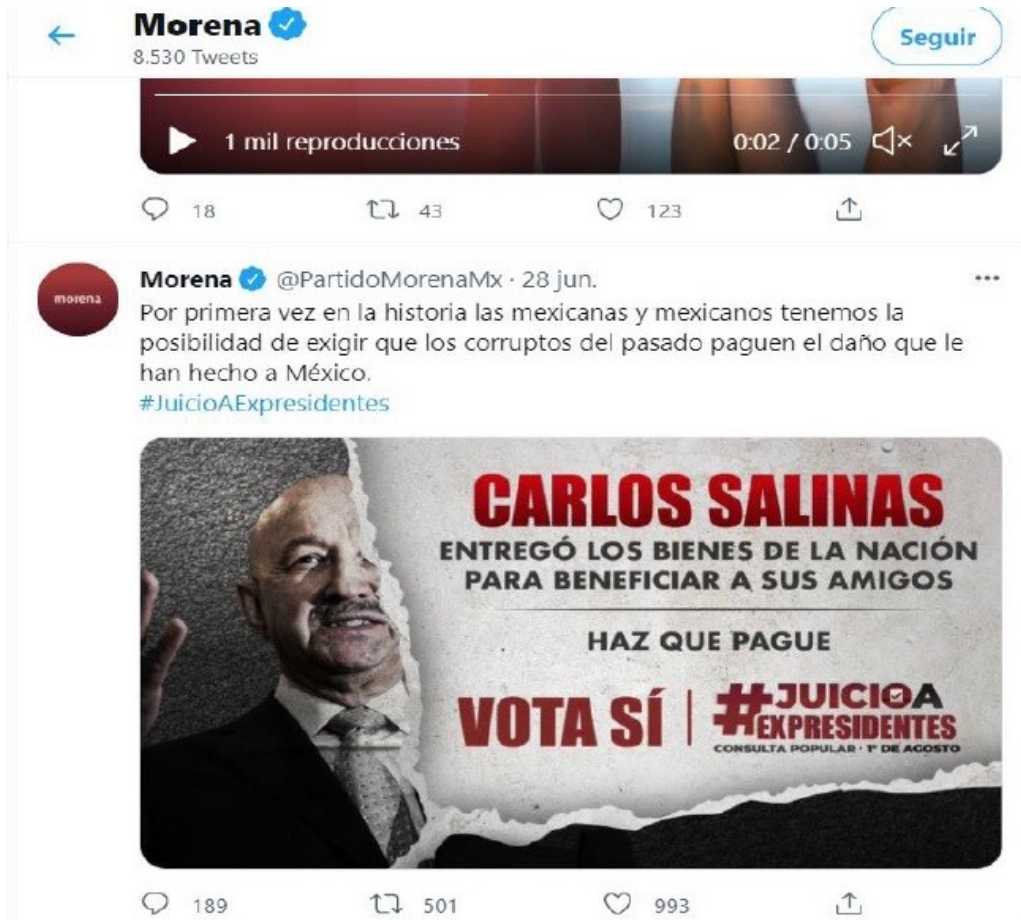 Morena
8.530 Tweets
Seguir
1 mil reproducciones
0:02 / 0:05
18
43
123
morena
Morena @PartidoMorenaMx · 28 jun.
Por primera vez en la historia las mexicanas y mexicanos tenemos la
posibilidad de exigir que los corruptos del pasado paguen el daño que le
han hecho a México.
#JuicioAExpresidentes
CARLOS SALINAS
ENTREGÓ LOS BIENES DE LA NACIÓN
PARA BENEFICIAR A SUS AMIGOS
HAZ QUE PAGUE
VOTA SÍ
#JUICIOA
EXPRESIDENTES
CONSULTA POPULAR · 1º DE AGOSTO
189
501
993